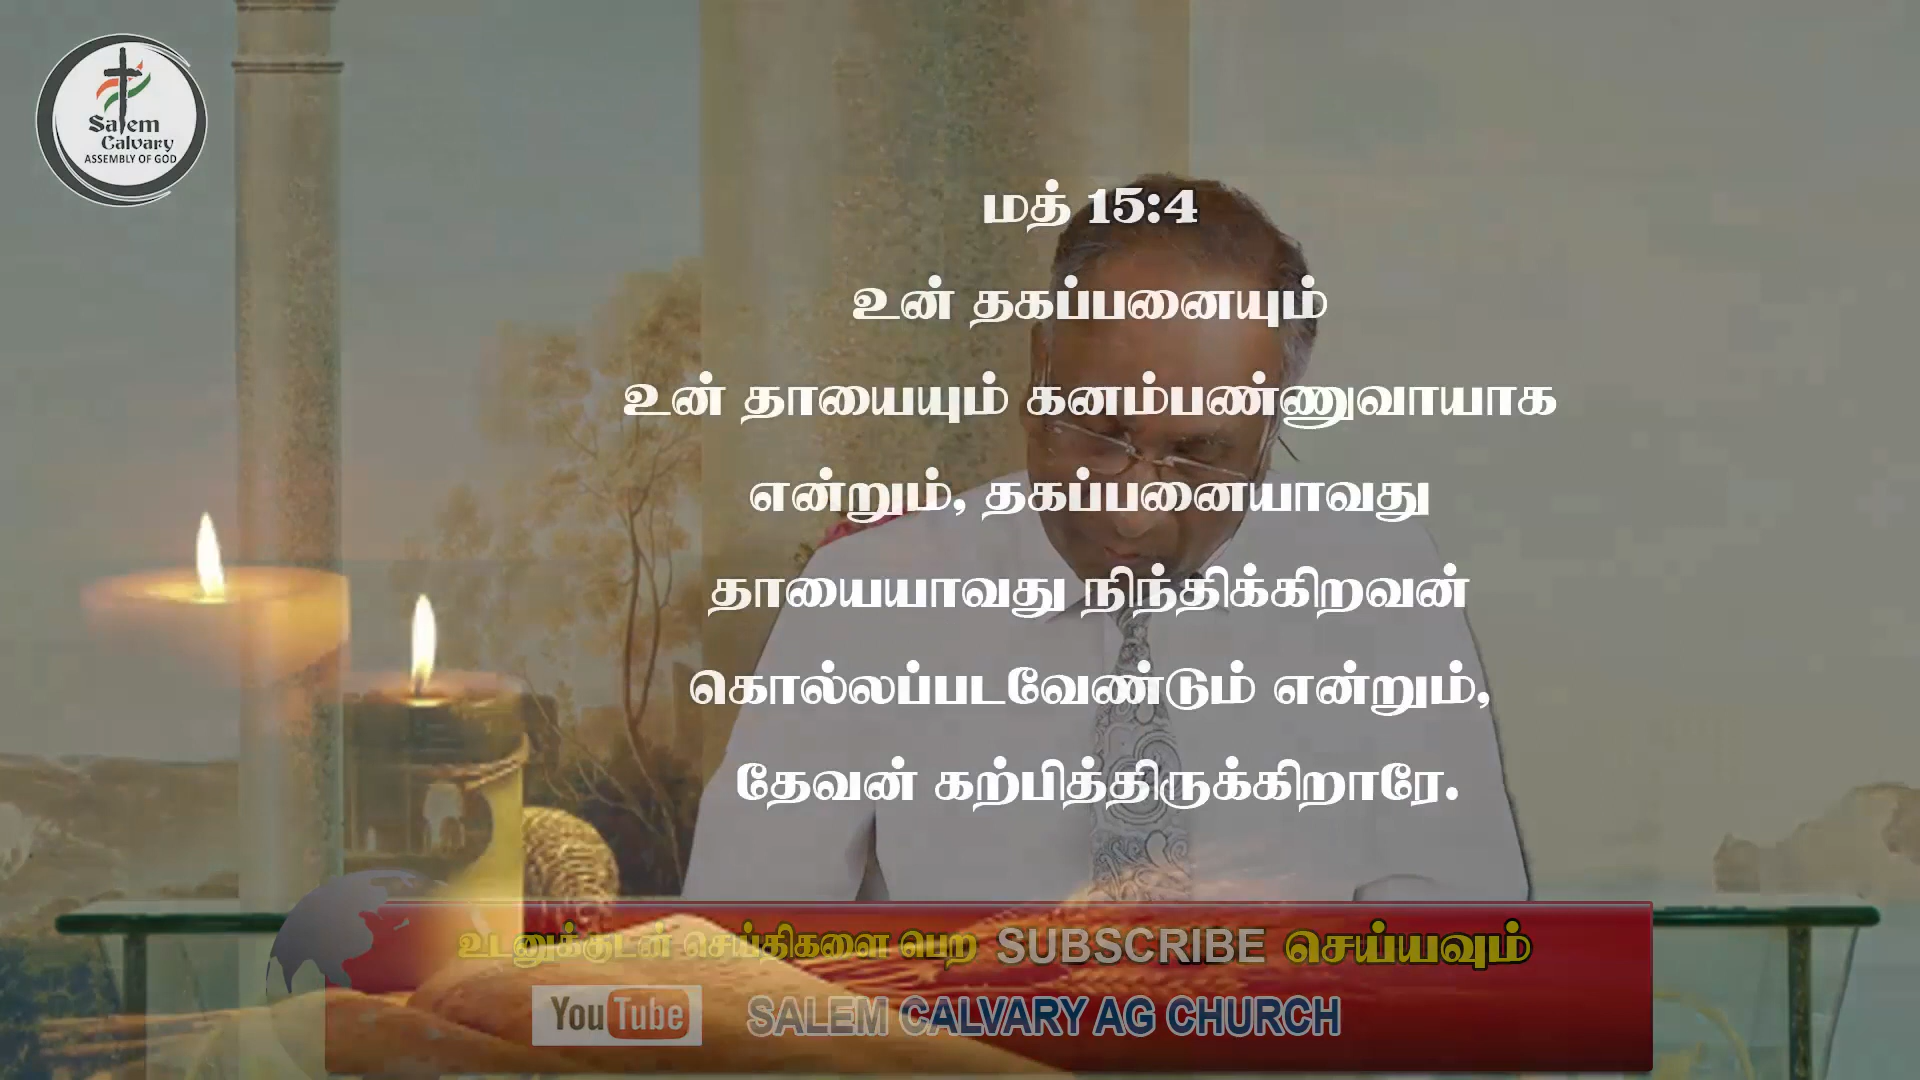 Salem
Calvary
ASSEMBLY OF GOD
மத் 15:4
உன் தகப்பனையும்
உன் தாயையும் கனம்பண்ணுவாயாக
என்றும், தகப்பனையாவது
தாயையாவது நிந்திக்கிறவன்
கொல்லப்படவேண்டும் என்றும்,
தேவன் கற்பித்திருக்கிறாரே.
உடனுக்குடன் செய்திகளை பெற SUBSCRIBE செய்யவும்
YouTube SALEM CALVARY AG CHURCH